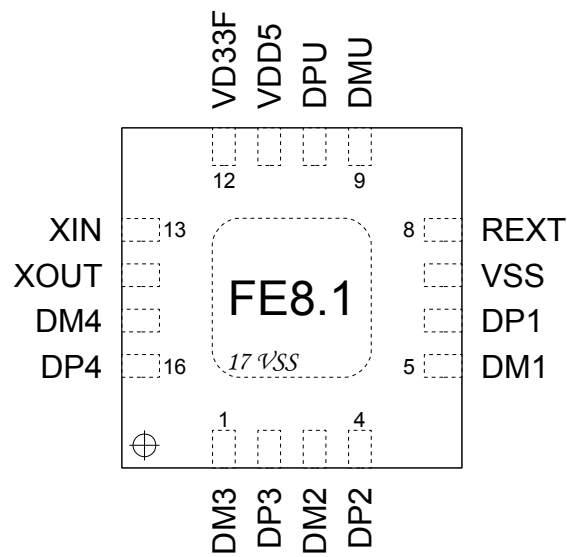 VD33F
VDD5
DPU
DMU
12
9
XIN
13
8
REXT
XOUT
VSS
DM4
FE8.1
DP1
DP4
16
17 VSS
5
DM1
1
4
DM3
DP3
DM2
DP2